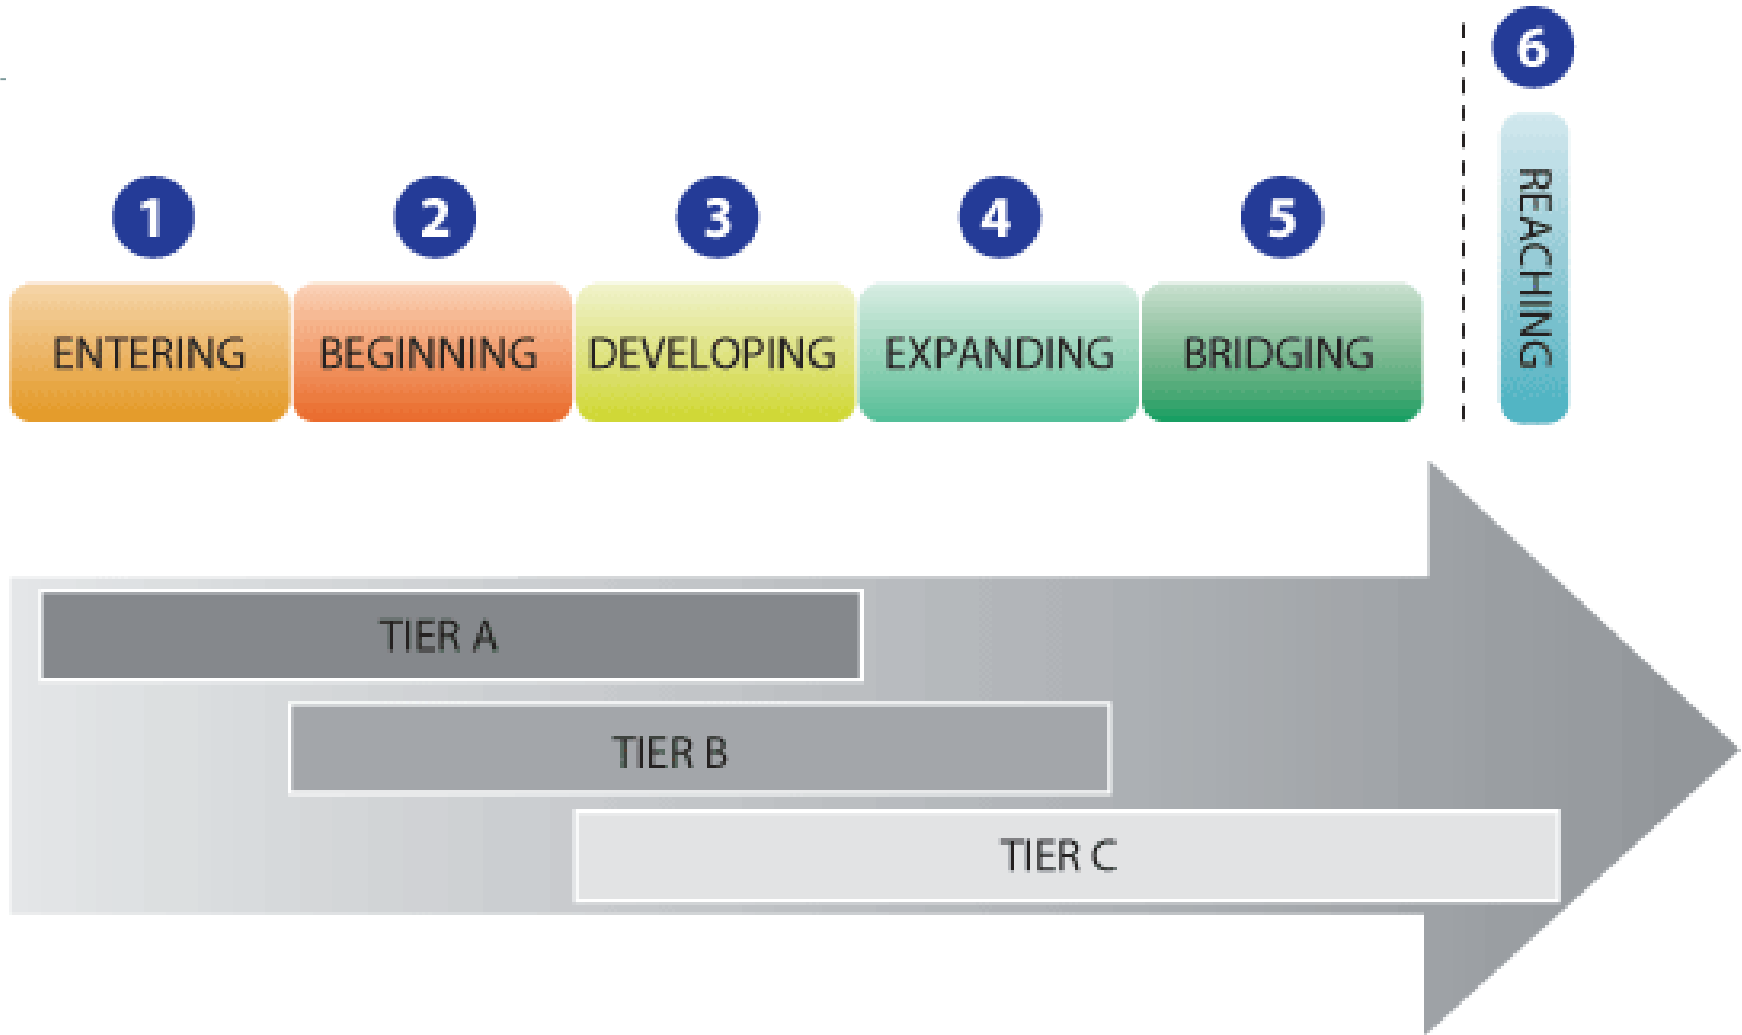 6
1 2 3 4 5
REACHING
ENTERING BEGINNING DEVELOPING EXPANDING BRIDGING
TIER A
TIER B
TIER C